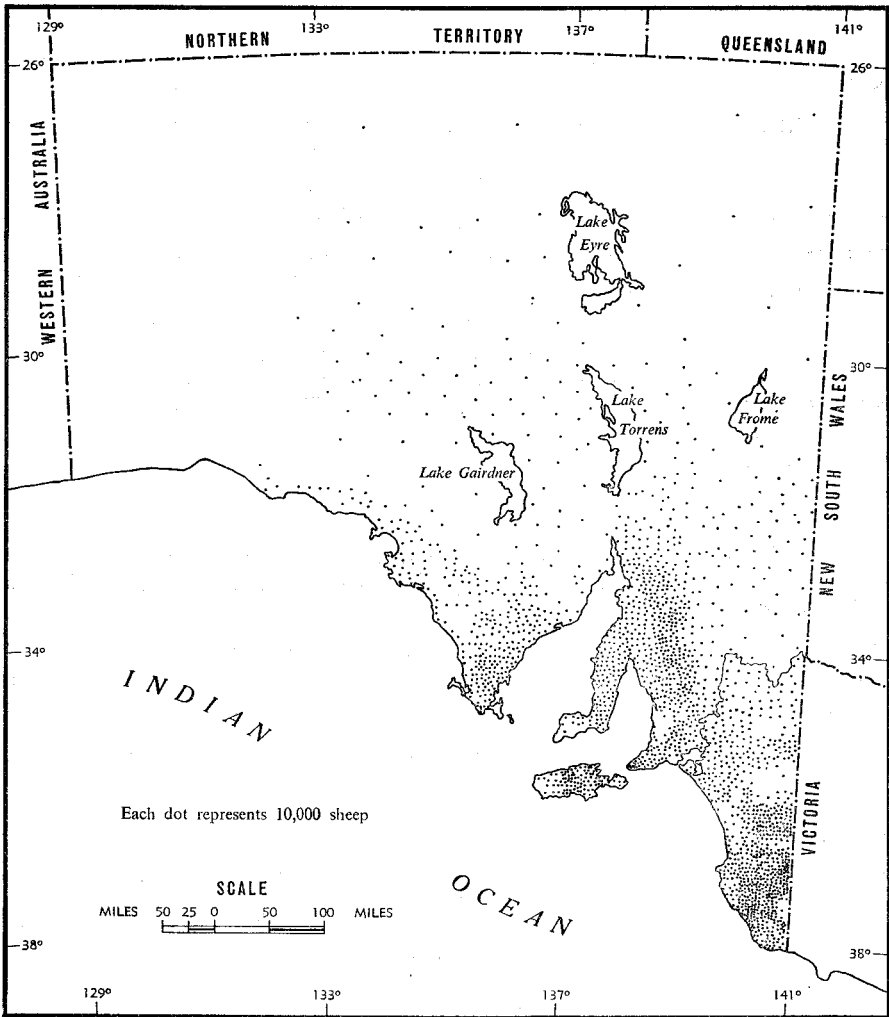 129° 133° 137° 141°
NORTHERN TERRITORY QUEENSLAND
26° 26°
WESTERN AUSTRALIA
Lake
Eyre
30° 30°
Lake
Torrens
Lake
Frome
Lake Gairdner
NEW SOUTH WALES
34° 34°
INDIAN
Each dot represents 10,000 sheep
VICTORIA
SCALE
MILES 50 25 0 50 100 MILES
OCEAN
38° 38°
129° 133° 137° 141°